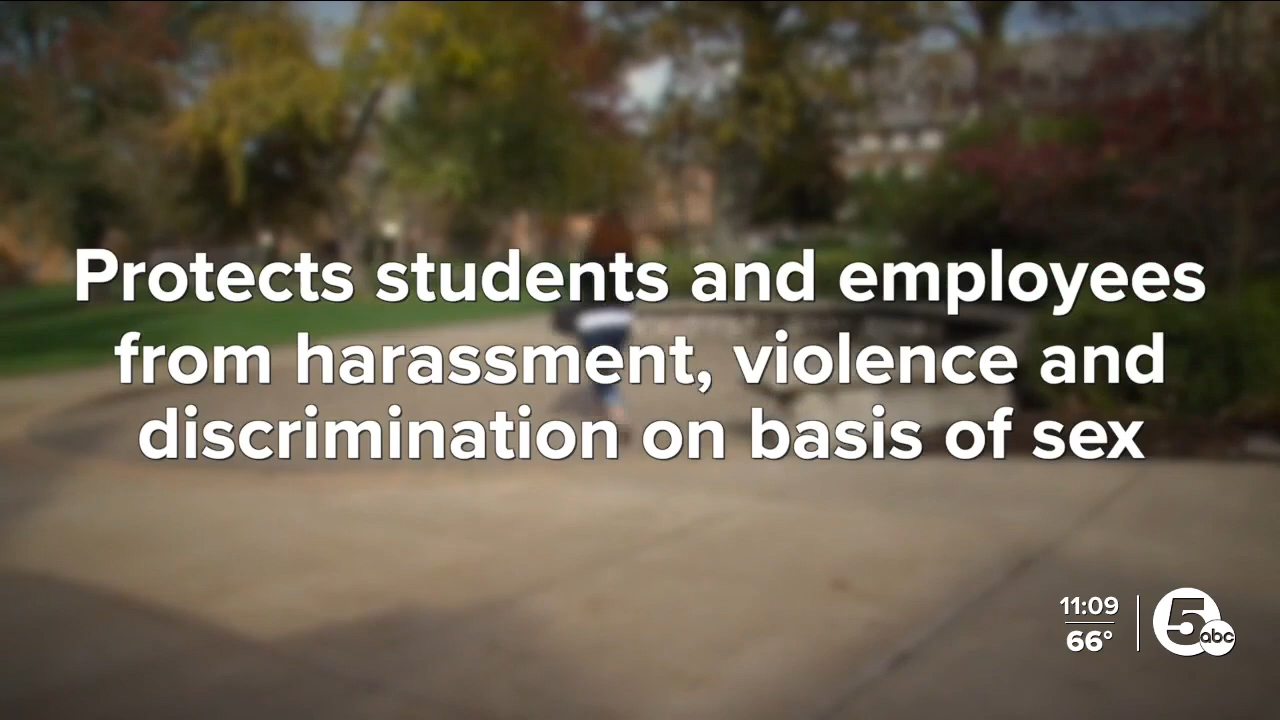 Protects students and employees
from harassment, violence and
discrimination on basis of sex
11:09
66°
5
abc